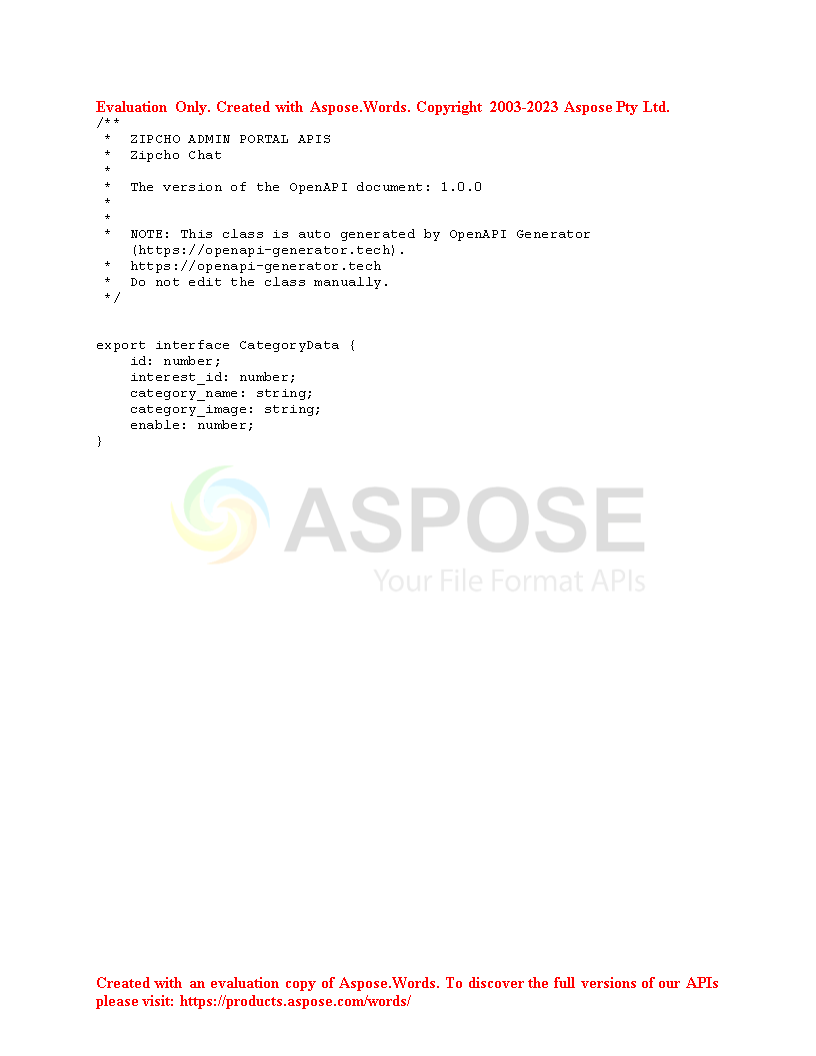 Evaluation Only. Created with Aspose.Words. Copyright 2003-2023 Aspose Pty Ltd.
/**
 * ZIPCHO ADMIN PORTAL APIS
 * Zipcho Chat
 *
 * The version of the OpenAPI document: 1.0.0
 *
 *
 * NOTE: This class is auto generated by OpenAPI Generator
   (https://openapi-generator.tech).
 * https://openapi-generator.tech
 * Do not edit the class manually.
 */
export interface CategoryData {
    id: number;
    interest_id: number;
    category_name: string;
    category_image: string;
    enable: number;
}
ASPOSE
Your File Format APIs
Created with an evaluation copy of Aspose.Words. To discover the full versions of our APIs
please visit: https://products.aspose.com/words/